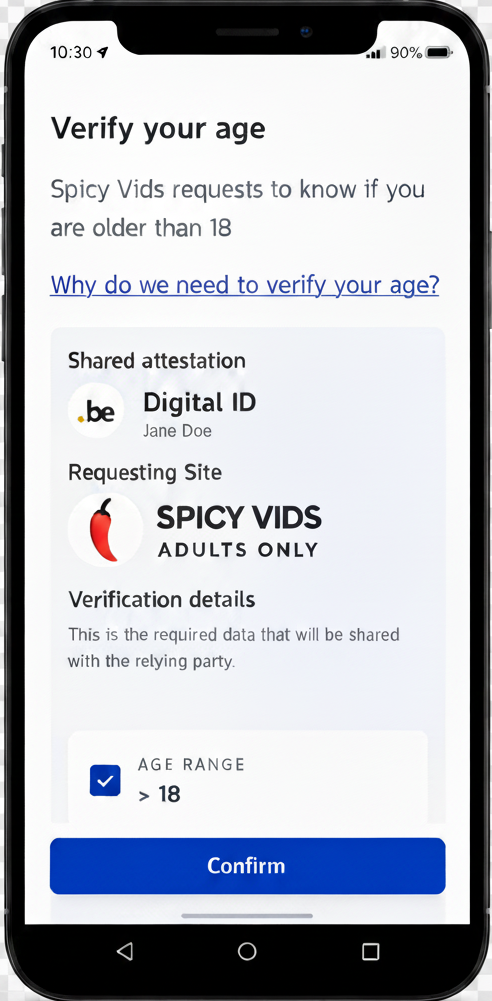 10:30 90%
Verify your age
Spicy Vids requests to know if you
are older than 18
Why do we need to verify your age?
Shared attestation
.be Digital ID
Jane Doe
Requesting Site
SPICY VIDS
ADULTS ONLY
Verification details
This is the required data that will be shared
with the relying party.
AGE RANGE
> 18
Confirm